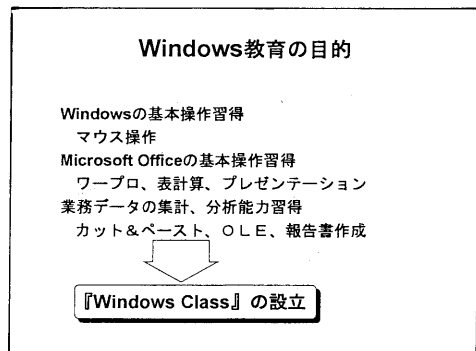 Windows教育の目的
Windowsの基本操作習得
マウス操作
Microsoft Officeの基本操作習得
ワープロ、表計算、プレゼンテーション
業務データの集計、分析能力習得
カット＆ペースト、ＯＬＥ、報告書作成
『Windows Class』の設立